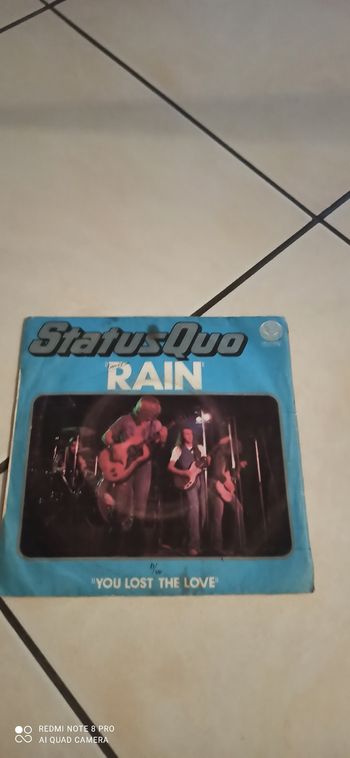 Status Quo
"RAIN"
B/W
"YOU LOST THE LOVE"
REDMI NOTE 8 PRO
AI QUAD CAMERA